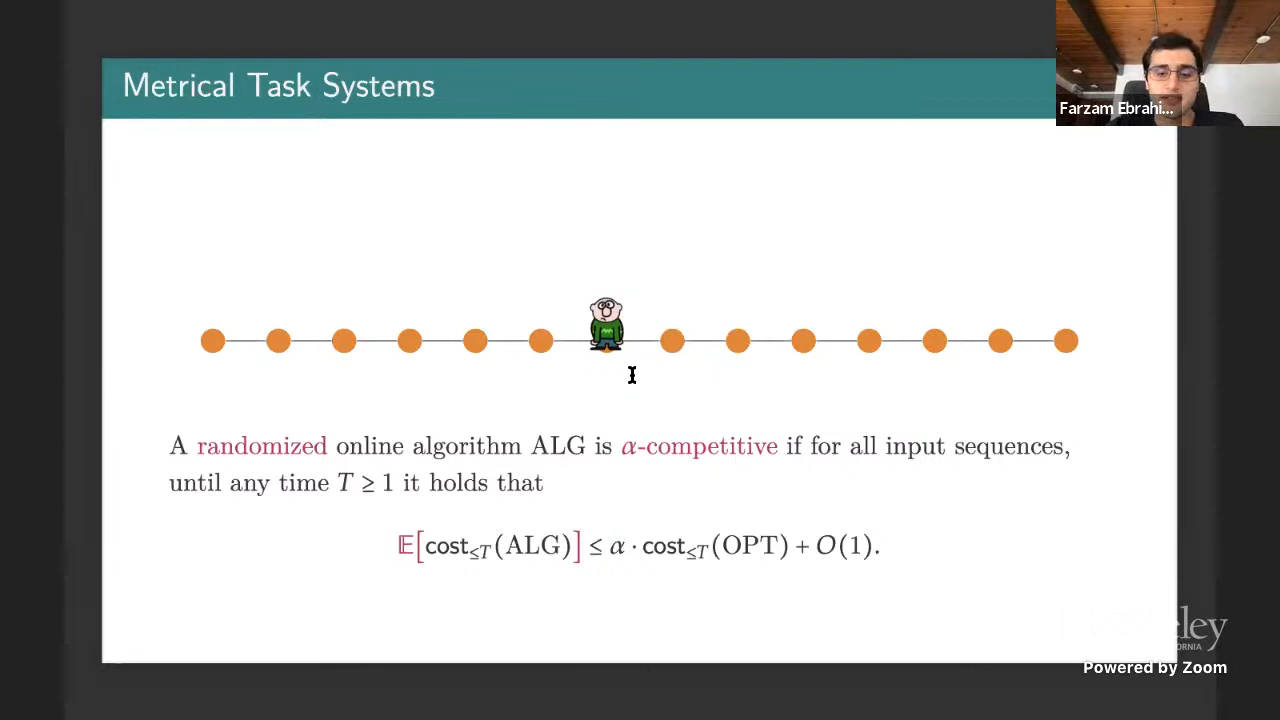 Metrical Task Systems
Farzam Ebrahi...
A randomized online algorithm ALG is α-competitive if for all input sequences,
until any time T ≥ 1 it holds that
𝔼[cost≤T(ALG)] ≤ α · cost≤T(OPT) + O(1).
Powered by Zoom